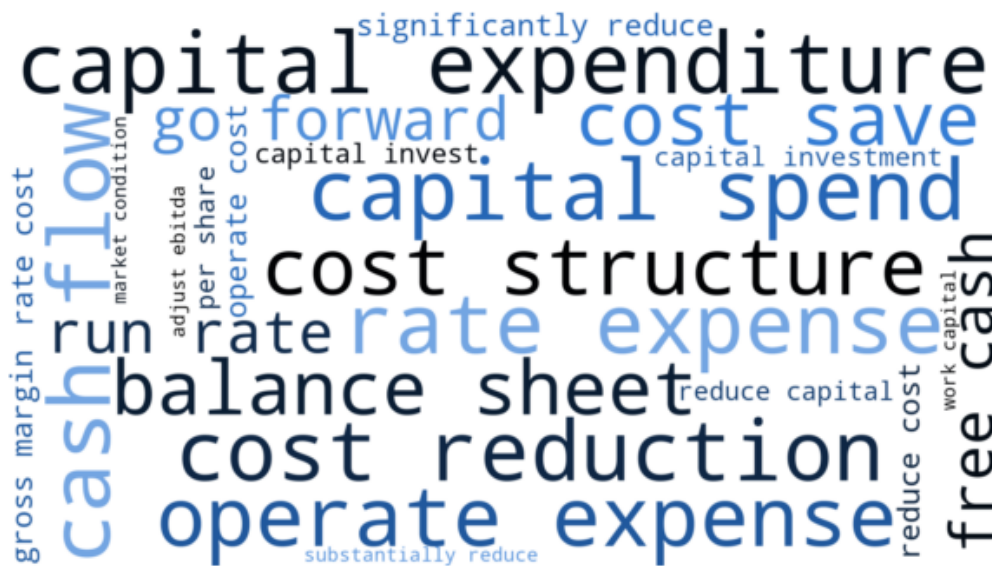 significantly reduce
capital expenditure
go forward
cost save
capital invest
capital investment
capital spend
cost structure
run rate
rate expense
balance sheet
reduce capital
cost reduction
operate expense
substantially reduce
gross margin
rate cost
cash flow
market condition
adjust ebitda
per share
operate cost
reduce cost
work capital
free cash